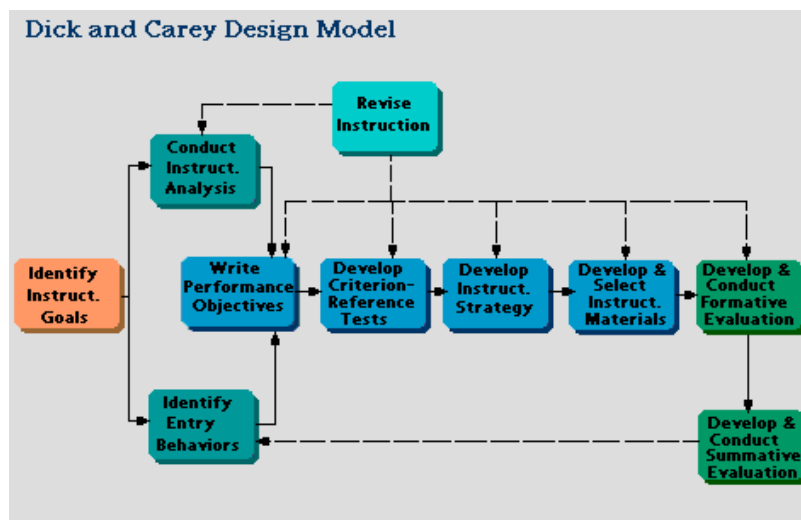 Dick and Carey Design Model
Revise
Instruction
Conduct
Instruct.
Analysis
Identify
Instruct.
Goals
Write
Performance
Objectives
Develop
Criterion-
Reference
Tests
Develop
Instruct.
Strategy
Develop &
Select Instruct.
Materials
Develop &
Conduct
Formative
Evaluation
Identify
Entry
Behaviors
Develop &
Conduct
Summative
Evaluation